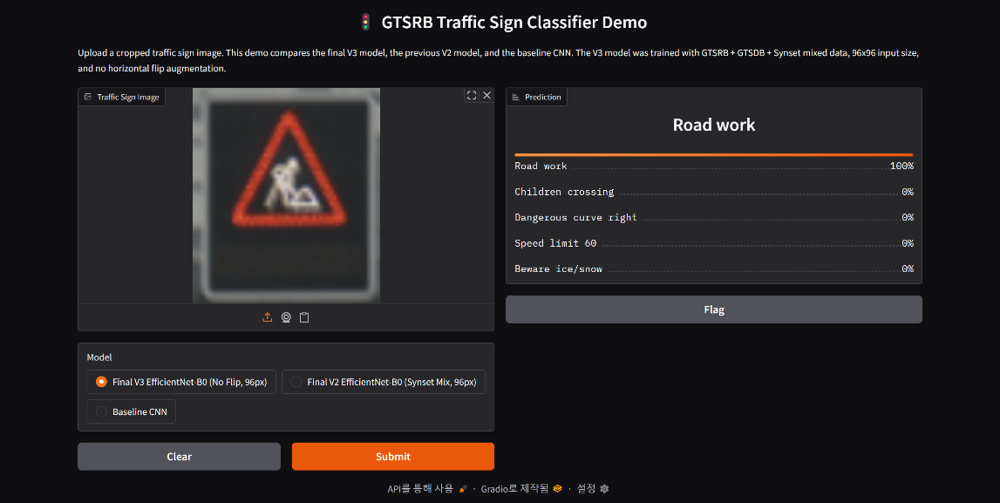 GTSRB Traffic Sign Classifier Demo
Upload a cropped traffic sign image. This demo compares the final V3 model, the previous V2 model, and the baseline CNN. The V3 model was trained with GTSRB + GTSDB + Synset mixed data, 96x96 input size,
and no horizontal flip augmentation.
Traffic Sign Image
Prediction
Road work
Road work 100%
Children crossing 0%
Dangerous curve right 0%
Speed limit 60 0%
Beware ice/snow 0%
Flag
Model
Final V3 EfficientNet-B0 (No Flip, 96px)
Final V2 EfficientNet-B0 (Synset Mix, 96px)
Baseline CNN
Clear
Submit
API를 통해 사용 · Gradio로 제작됨 · 설정